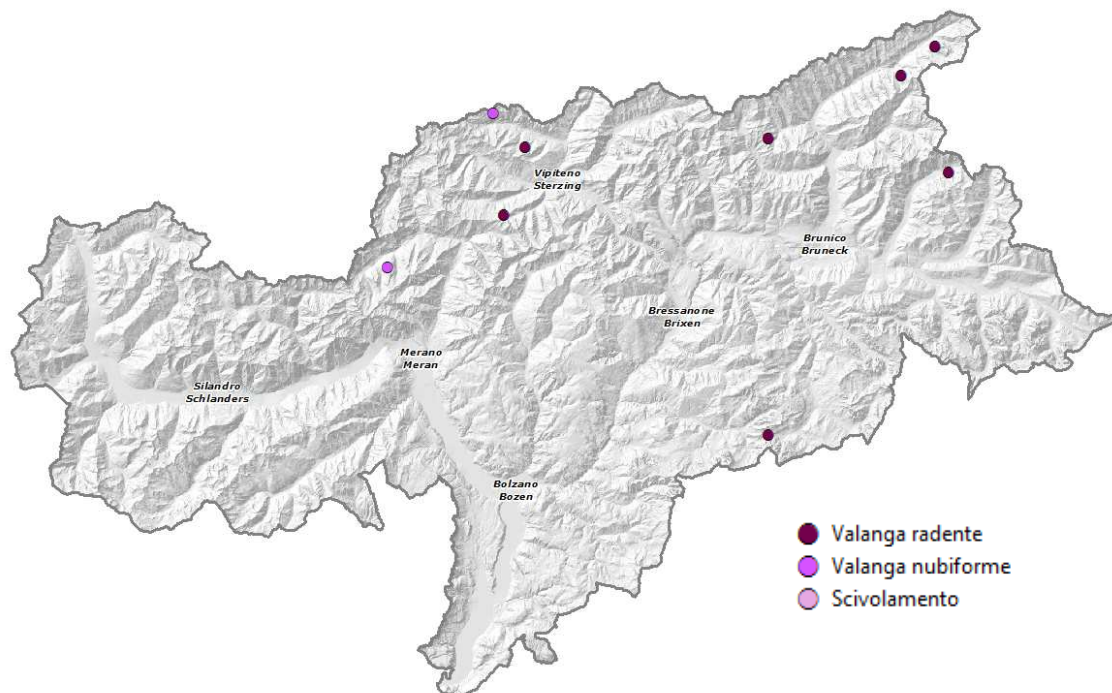 Vipiteno
Sterzing
Brunico
Bruneck
Bressanone
Brixen
Merano
Meran
Silandro
Schlanders
Bolzano
Bozen
Valanga radente
Valanga nubiforme
Scivolamento